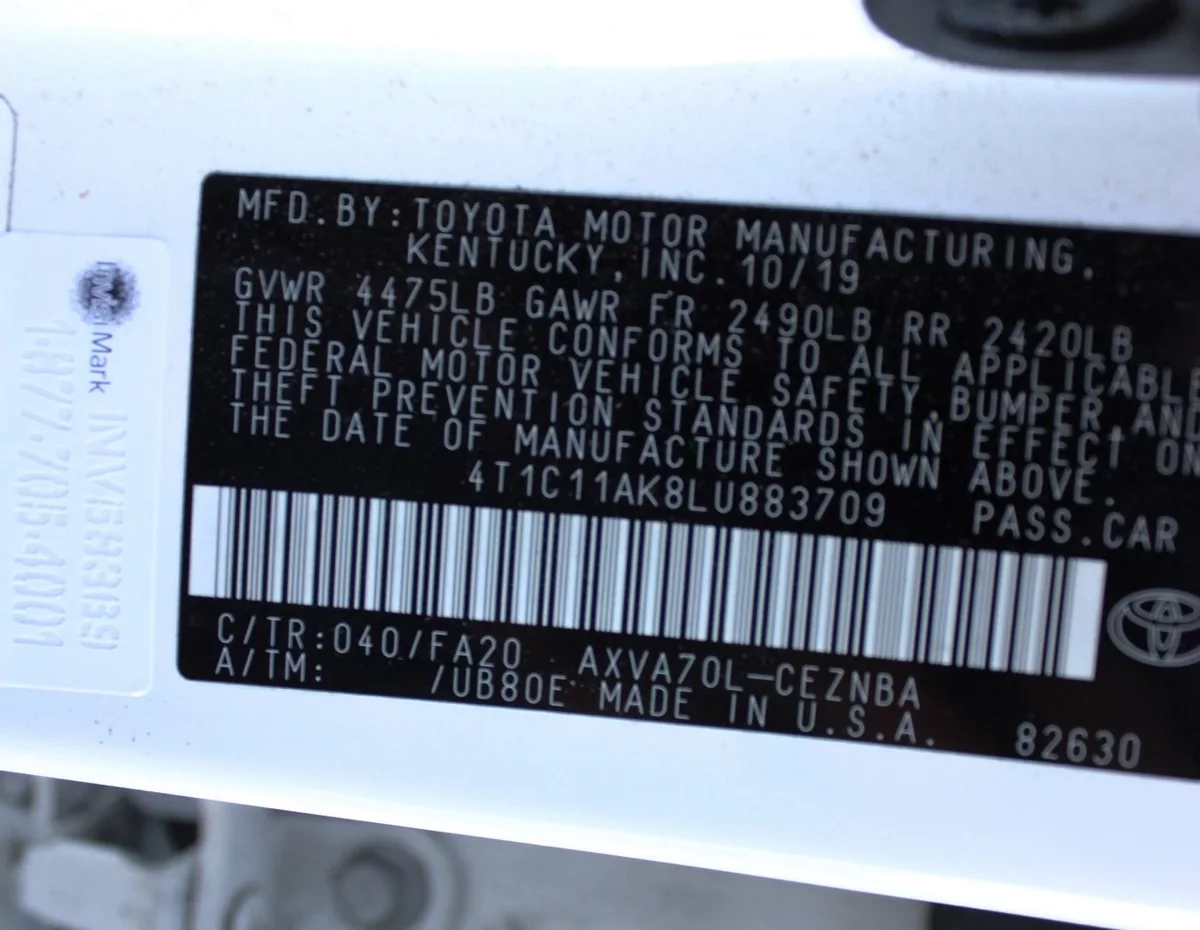 MFD.BY:TOYOTA MOTOR MANUFACTURING,
KENTUCKY,INC. 10/19
GVWR 4475LB GAWR FR 2490LB RR 2420LB
THIS VEHICLE CONFORMS TO ALL APPLICABLE
FEDERAL MOTOR VEHICLE SAFETY,BUMPER,AND
THEFT PREVENTION STANDARDS IN EFFECT ON
THE DATE OF MANUFACTURE SHOWN ABOVE.
4T1C11AK8LU883709 PASS.CAR
C/TR:040/FA20 AXVA70L-CEZNBA
A/TM: /UB80E MADE IN U.S.A.
82630
Mark
1-877-705-4001